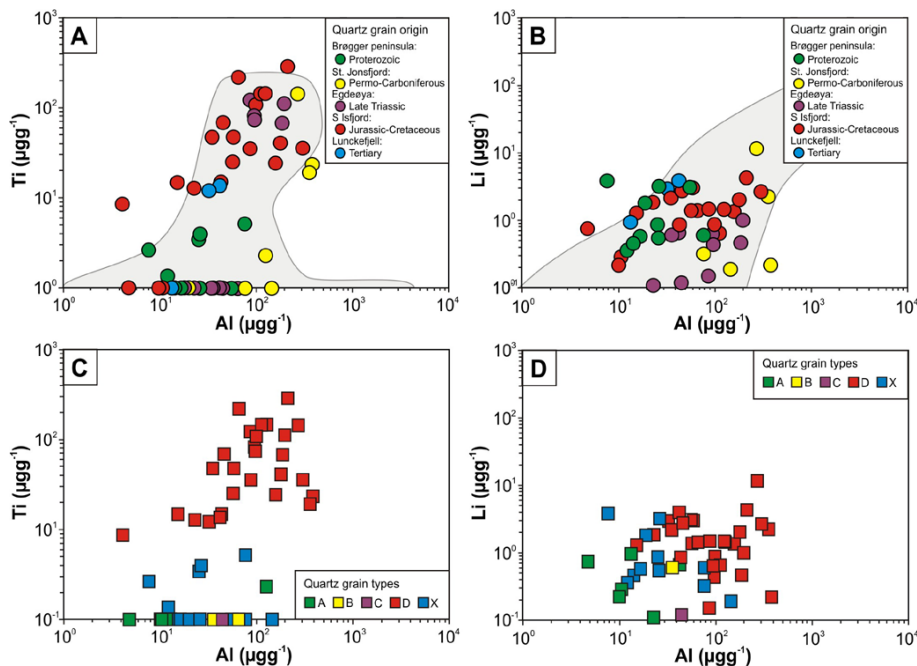 A
Quartz grain origin
Brøgger peninsula:
Proterozoic
St. Jonsfjord:
Permo-Carboniferous
Egdeøya:
Late Triassic
S Isfjord:
Jurassic-Cretaceous
Lunckefjell:
Tertiary
Ti (µgg⁻¹)
10³
10²
10¹
10⁰
10⁰ 10¹ 10² 10³ 10⁴
Al (µgg⁻¹)
B
Quartz grain origin
Brøgger peninsula:
Proterozoic
St. Jonsfjord:
Permo-Carboniferous
Egdeøya:
Late Triassic
S Isfjord:
Jurassic-Cretaceous
Lunckefjell:
Tertiary
Li (µgg⁻¹)
10³
10²
10¹
10⁰
10¹ 10² 10³ 10⁴
Al (µgg⁻¹)
C
Quartz grain types
A B C D X
Ti (µgg⁻¹)
10³
10²
10¹
10⁻¹
10⁰ 10¹ 10² 10³ 10⁴
Al (µgg⁻¹)
D
Quartz grain types
A B C D X
Li (µgg⁻¹)
10³
10²
10¹
10⁰
10⁻¹
10⁰ 10¹ 10² 10³ 10⁴
Al (µgg⁻¹)